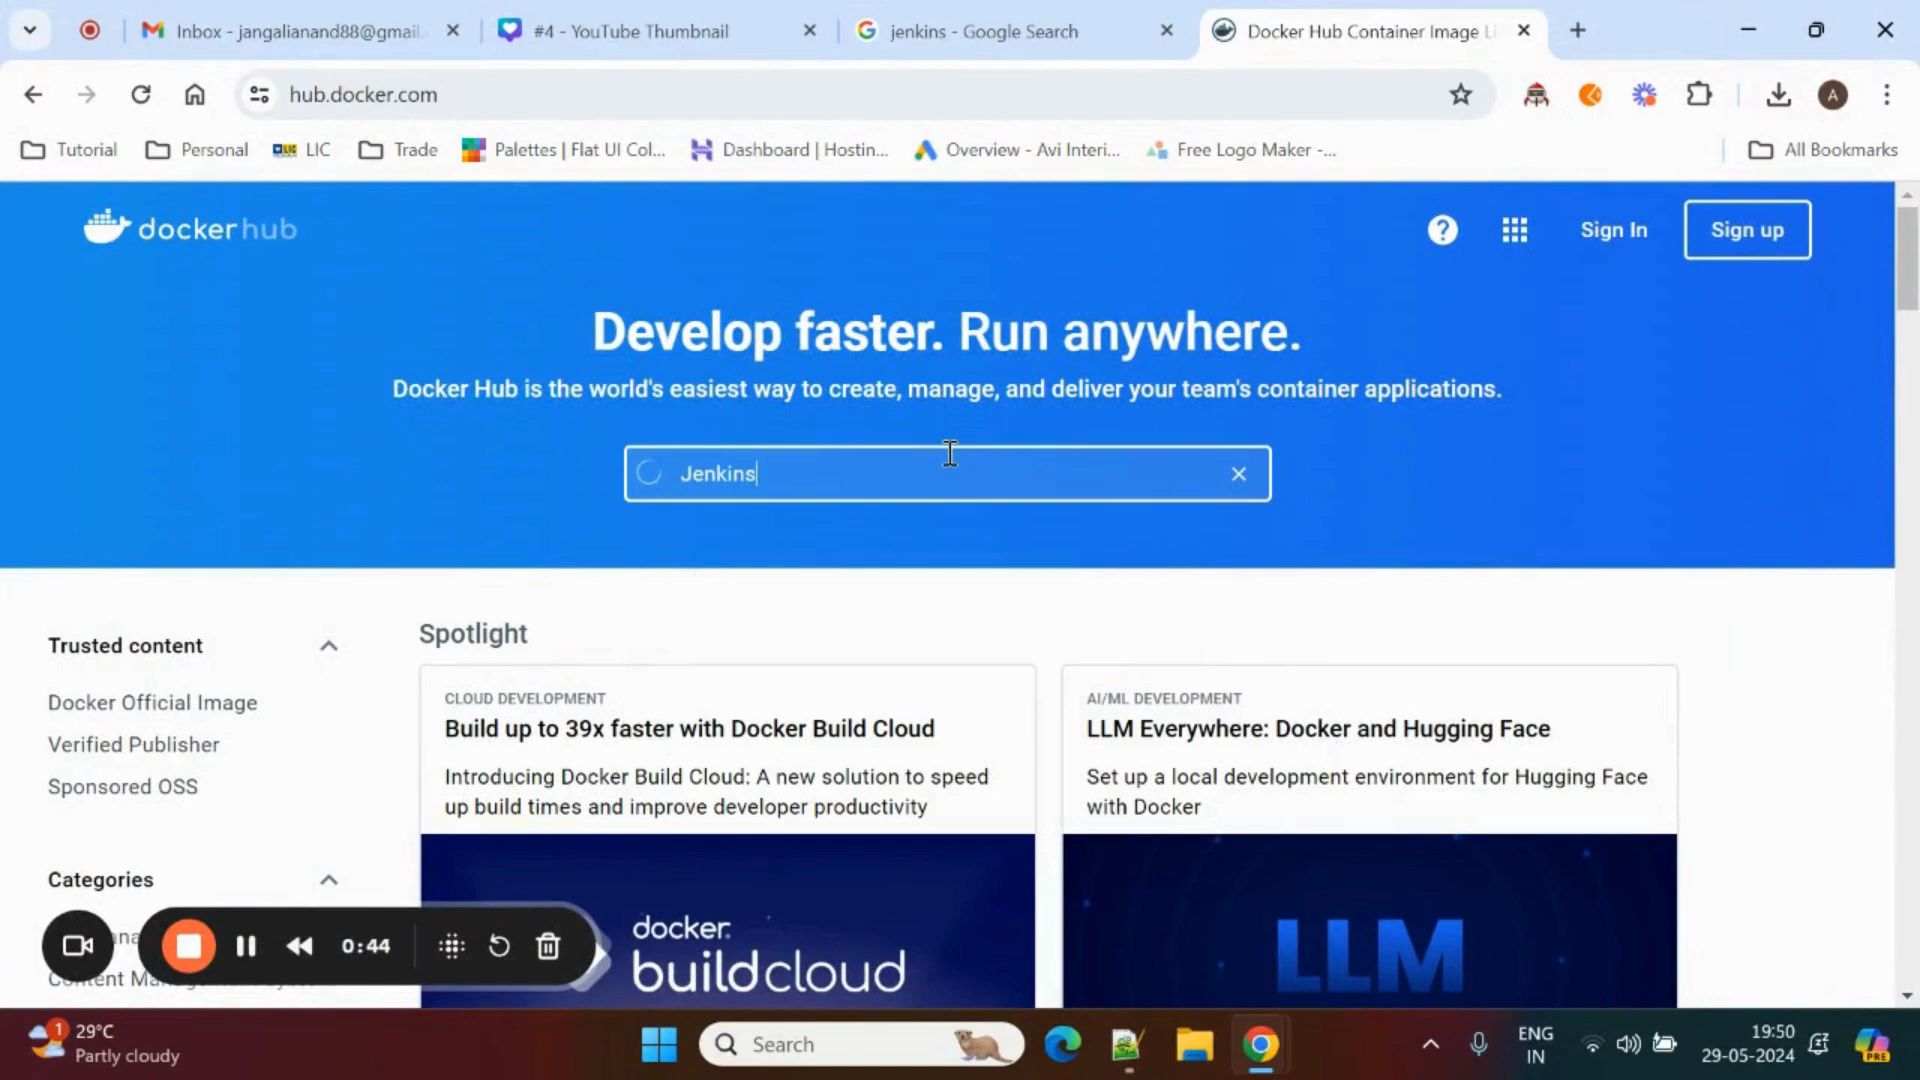 Inbox - jangalianand88@gmail.
#4 - YouTube Thumbnail
jenkins - Google Search
Docker Hub Container Image Li
hub.docker.com
A
Tutorial
Personal
LIC LIC
Trade
Palettes | Flat UI Col...
Dashboard | Hostin...
Overview - Avi Interi...
Free Logo Maker -...
All Bookmarks
dockerhub
?
Sign In
Sign up
Develop faster. Run anywhere.
Docker Hub is the world's easiest way to create, manage, and deliver your team's container applications.
Jenkins
Trusted content
Docker Official Image
Verified Publisher
Sponsored OSS
Categories
Spotlight
CLOUD DEVELOPMENT
Build up to 39x faster with Docker Build Cloud
Introducing Docker Build Cloud: A new solution to speed
up build times and improve developer productivity
docker.
buildcloud
AI/ML DEVELOPMENT
LLM Everywhere: Docker and Hugging Face
Set up a local development environment for Hugging Face
with Docker
LLM
0:44
1
29°C
Partly cloudy
Search
ENG
IN
19:50
29-05-2024
PRE